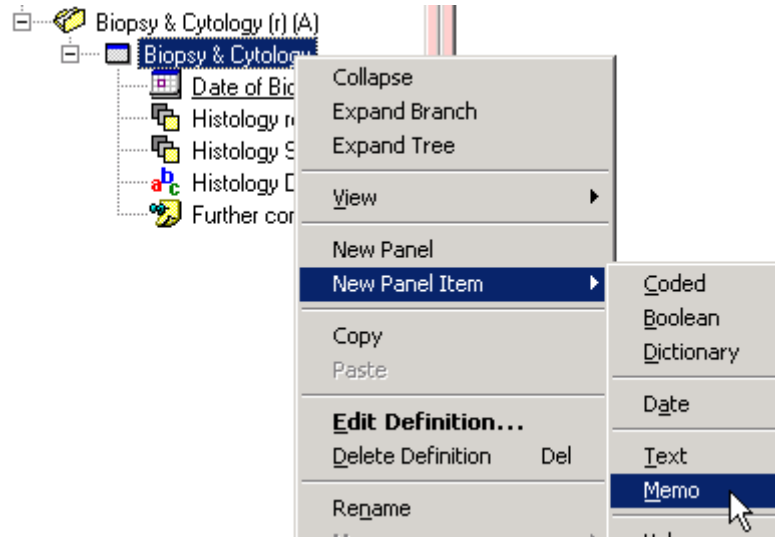 Biopsy & Cytology (r) (A)
Biopsy & Cytology
Date of Bio
Histology
Histology
Histology
Further
Collapse
Expand Branch
Expand Tree
View
New Panel
New Panel Item
Copy
Paste
Edit Definition...
Delete Definition Del
Rename
Coded
Boolean
Dictionary
Date
Text
Memo